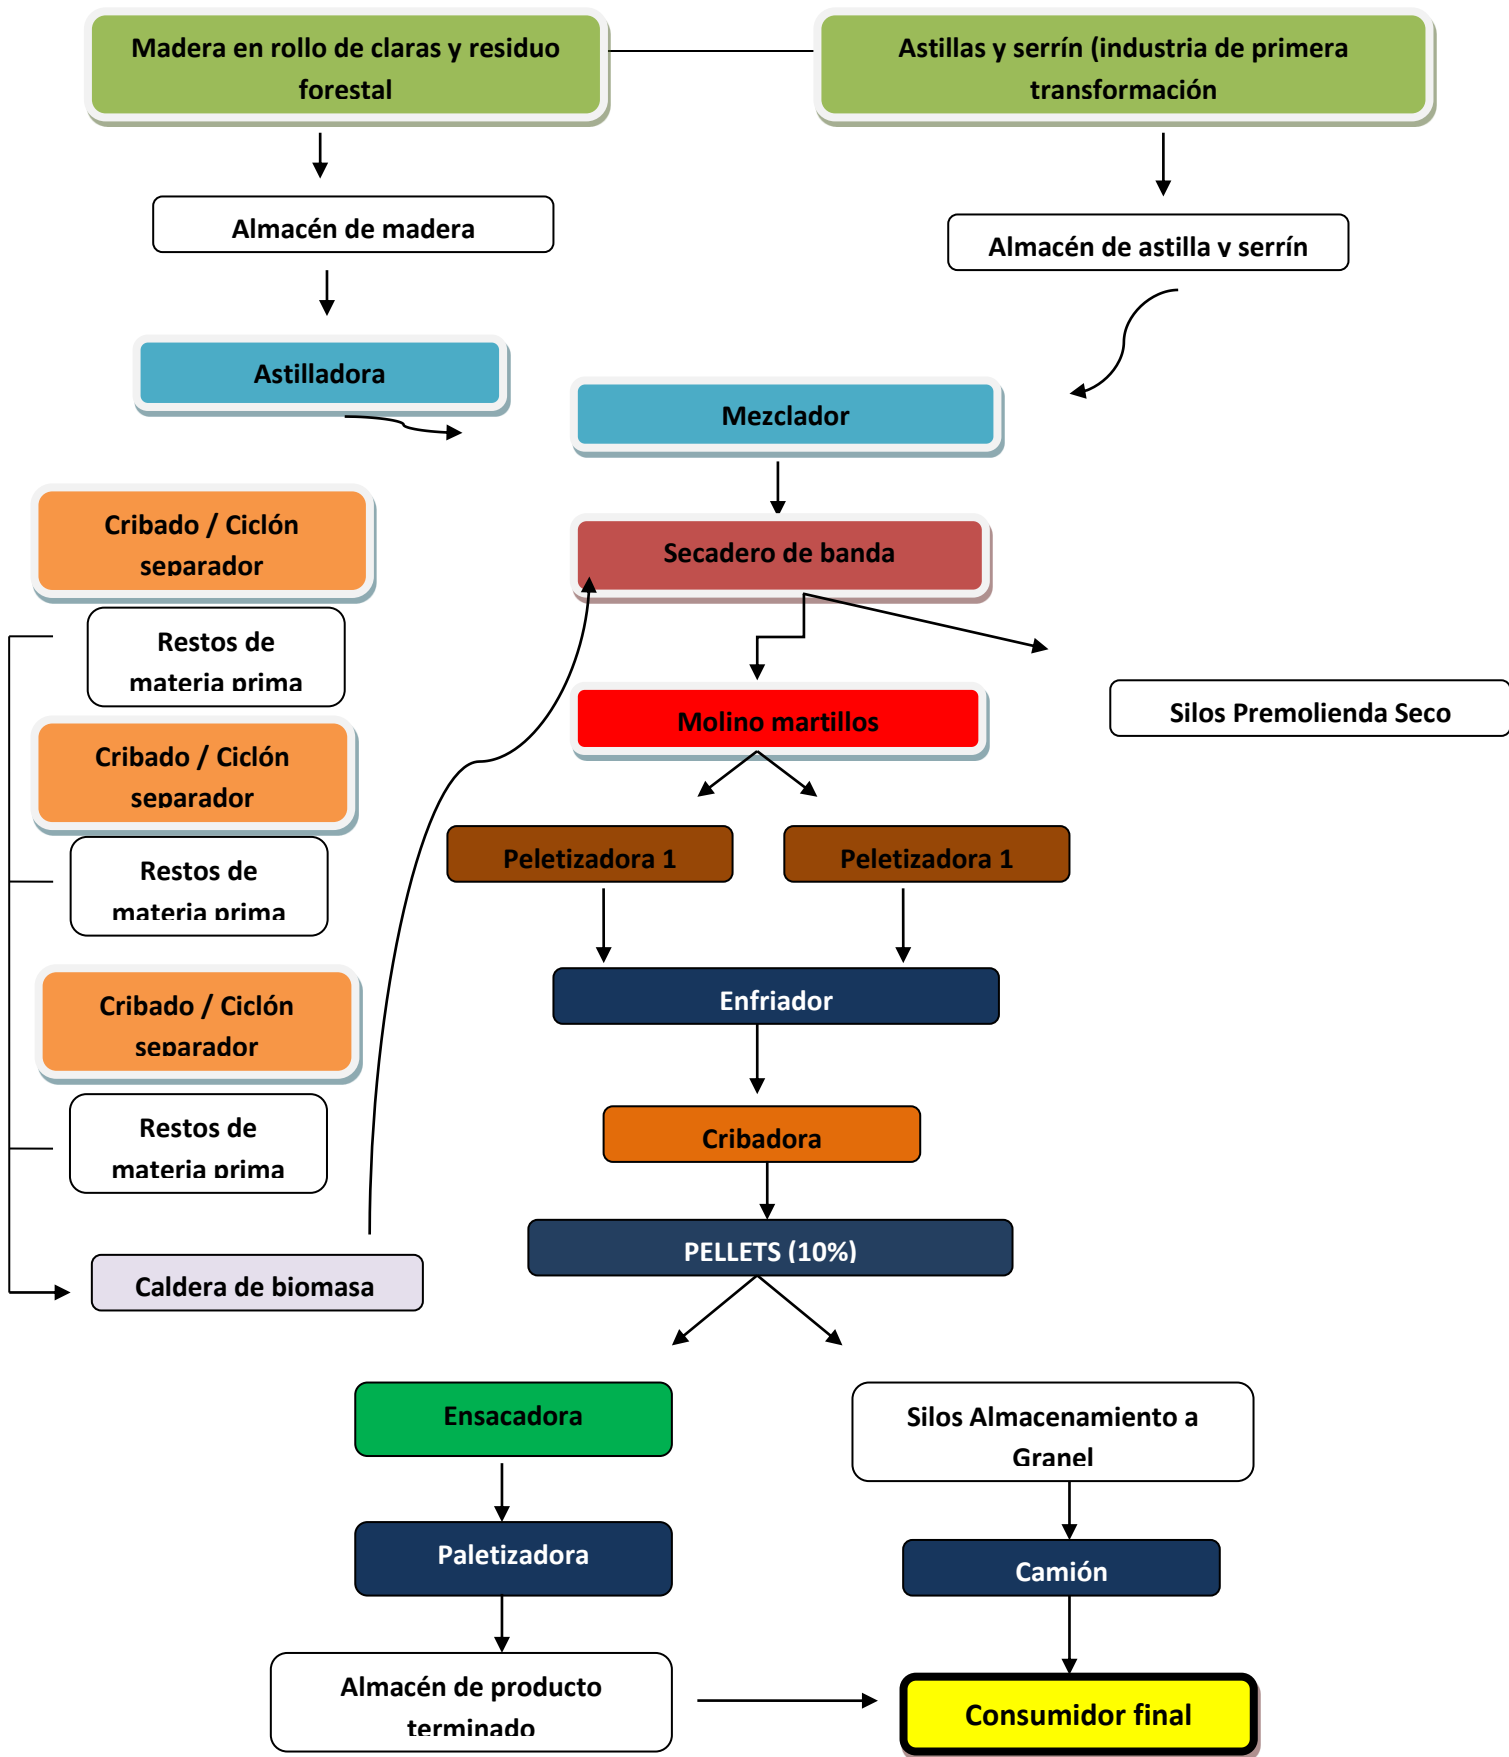 Madera en rollo de claras y residuo
forestal
Astillas y serrín (industria de primera
transformación
Almacén de madera
Almacén de astilla y serrín
Astilladora
Mezclador
Cribado / Ciclón
separador
Secadero de banda
Restos de
materia prima
Molino martillos
Silos Premolienda Seco
Cribado / Ciclón
separador
Peletizadora 1
Peletizadora 1
Restos de
materia prima
Enfriador
Cribado / Ciclón
separador
Cribadora
Restos de
materia prima
PELLETS (10%)
Caldera de biomasa
Ensacadora
Silos Almacenamiento a
Granel
Paletizadora
Camión
Almacén de producto
terminado
Consumidor final